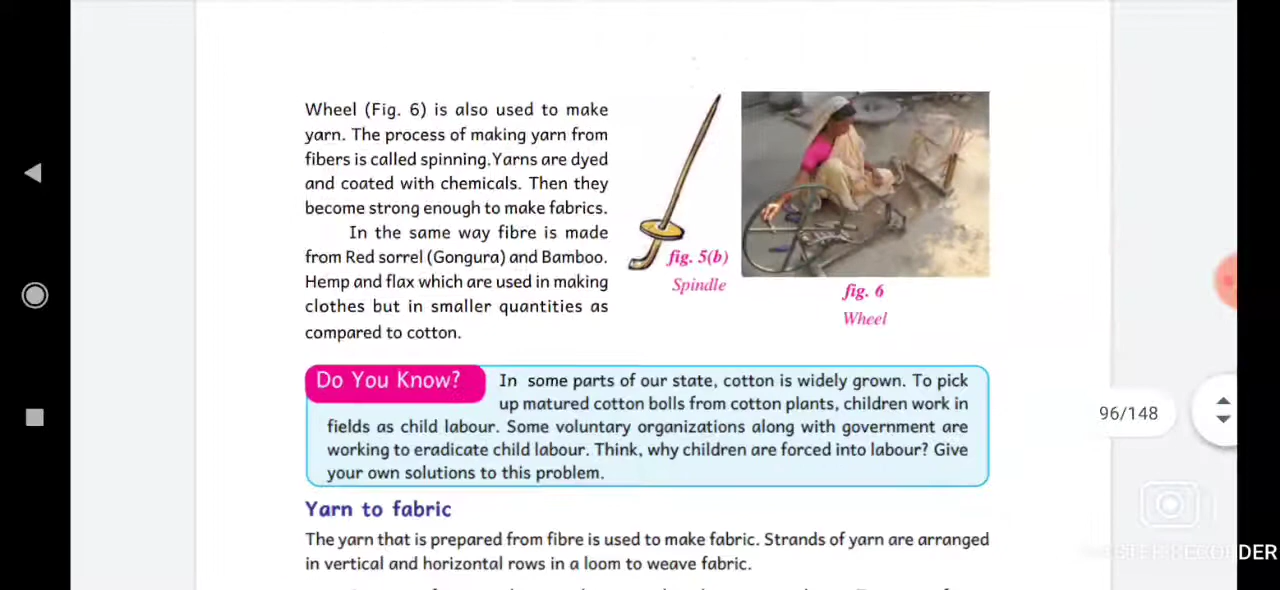 Wheel (Fig. 6) is also used to make
yarn. The process of making yarn from
fibers is called spinning.Yarns are dyed
and coated with chemicals. Then they
become strong enough to make fabrics.
In the same way fibre is made
from Red sorrel (Gongura) and Bamboo.
Hemp and flax which are used in making
clothes but in smaller quantities as
compared to cotton.
fig. 5(b)
Spindle
fig. 6
Wheel
Do You Know?
In some parts of our state, cotton is widely grown. To pick
up matured cotton bolls from cotton plants, children work in
fields as child labour. Some voluntary organizations along with government are
working to eradicate child labour. Think, why children are forced into labour? Give
your own solutions to this problem.
96/148
Yarn to fabric
The yarn that is prepared from fibre is used to make fabric. Strands of yarn are arranged
in vertical and horizontal rows in a loom to weave fabric.